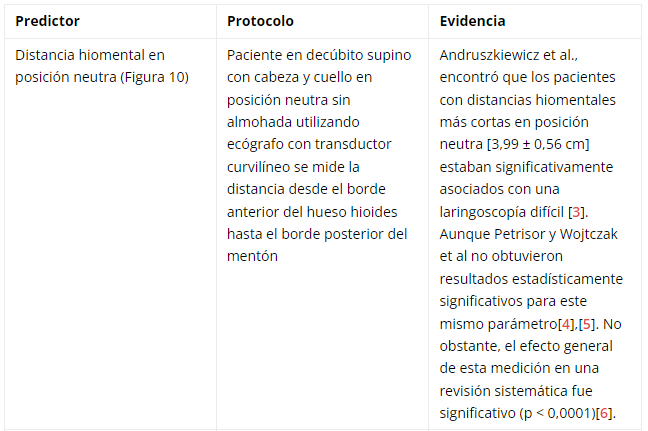 Predictor
Protocolo
Evidencia
Distancia hiomental en
posición neutra (Figura 10)
Paciente en decúbito supino
con cabeza y cuello en
posición neutra sin
almohada utilizando
ecógrafo con transductor
curvilíneo se mide la
distancia desde el borde
anterior del hueso hioides
hasta el borde posterior del
mentón
Andruszkiewicz et al.,
encontró que los pacientes
con distancias hiomentales
más cortas en posición
neutra [3,99 ± 0,56 cm]
estaban significativamente
asociados con una
laringoscopía difícil [3].
Aunque Petrisor y Wojtczak
et al no obtuvieron
resultados estadísticamente
significativos para este
mismo parámetro[4],[5]. No
obstante, el efecto general
de esta medición en una
revisión sistemática fue
significativo (p < 0,0001)[6].